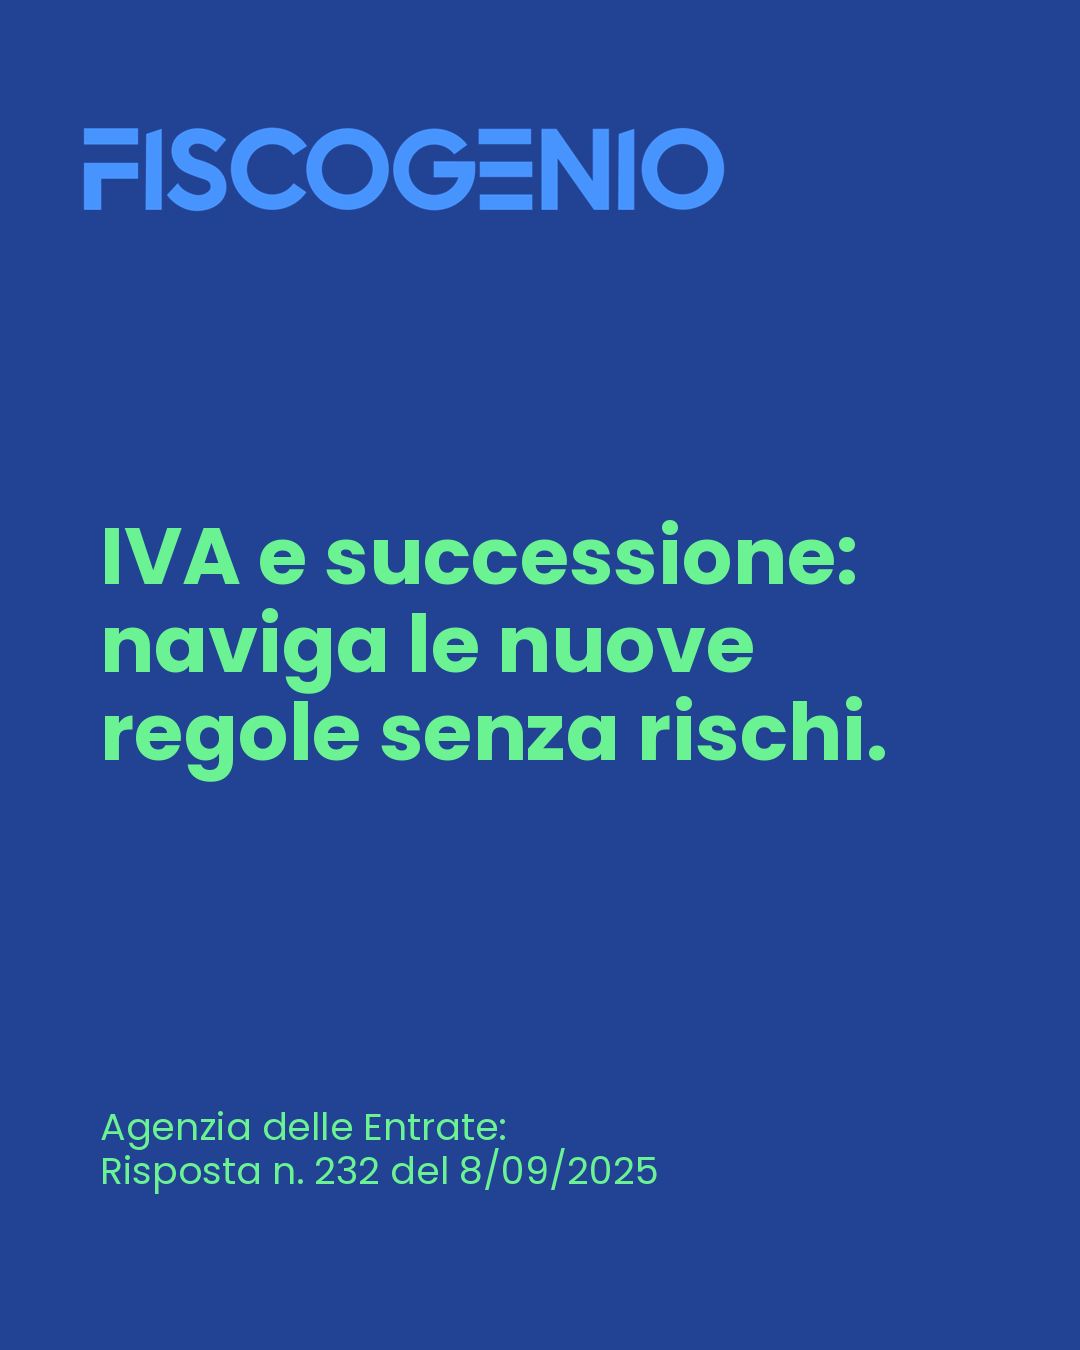 FISCOGENIO
IVA e successione:
naviga le nuove
regole senza rischi.
Agenzia delle Entrate:
Risposta n. 232 del 8/09/2025